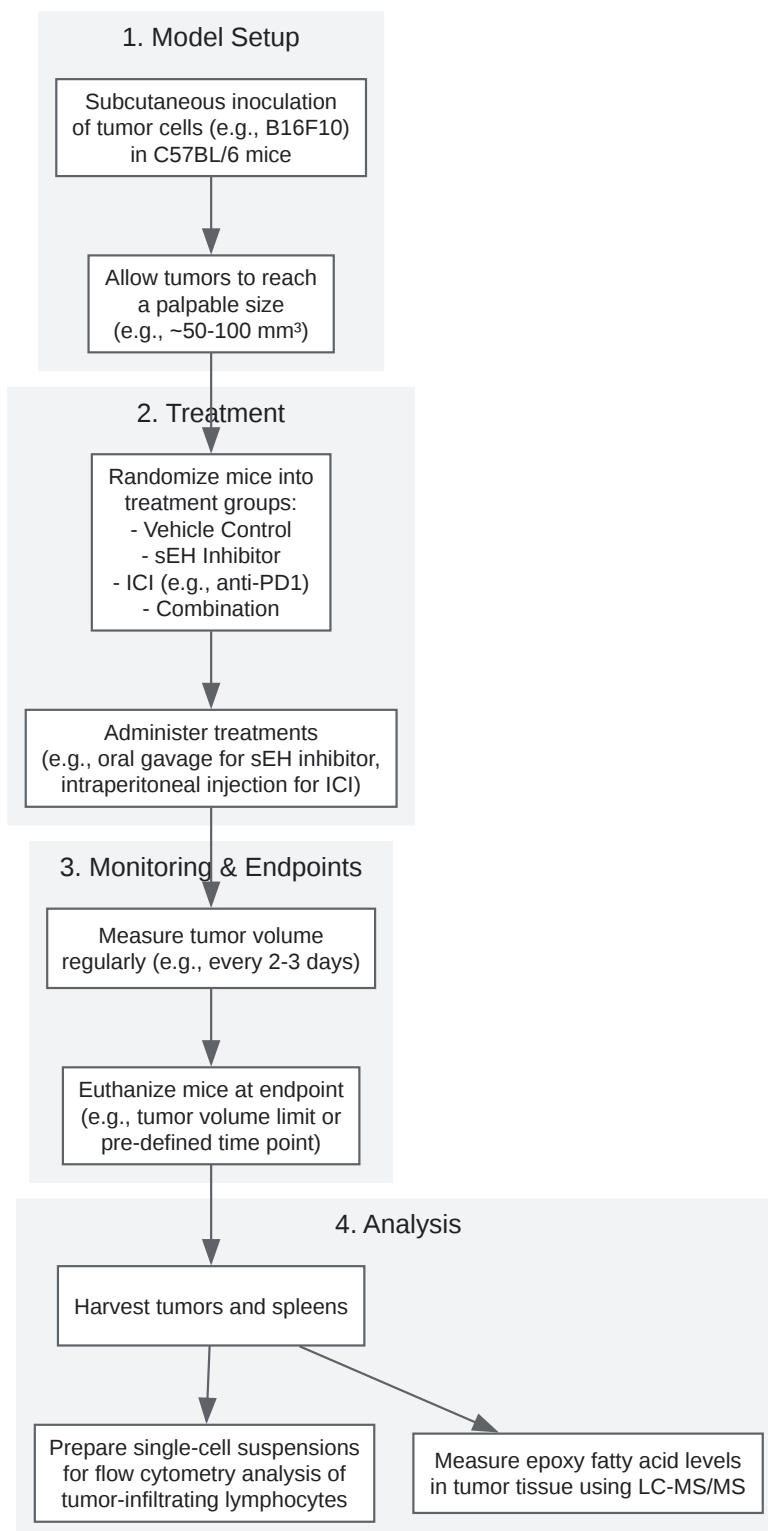 1. Model Setup
Subcutaneous inoculation
of tumor cells (e.g., B16F10)
in C57BL/6 mice
Allow tumors to reach
a palpable size
(e.g., ~50-100 mm³)
2. Treatment
Randomize mice into
treatment groups:
- Vehicle Control
- sEH Inhibitor
- ICI (e.g., anti-PD1)
- Combination
Administer treatments
(e.g., oral gavage for sEH inhibitor,
intraperitoneal injection for ICI)
3. Monitoring & Endpoints
Measure tumor volume
regularly (e.g., every 2-3 days)
Euthanize mice at endpoint
(e.g., tumor volume limit or
pre-defined time point)
4. Analysis
Harvest tumors and spleens
Prepare single-cell suspensions
for flow cytometry analysis of
tumor-infiltrating lymphocytes
Measure epoxy fatty acid levels
in tumor tissue using LC-MS/MS